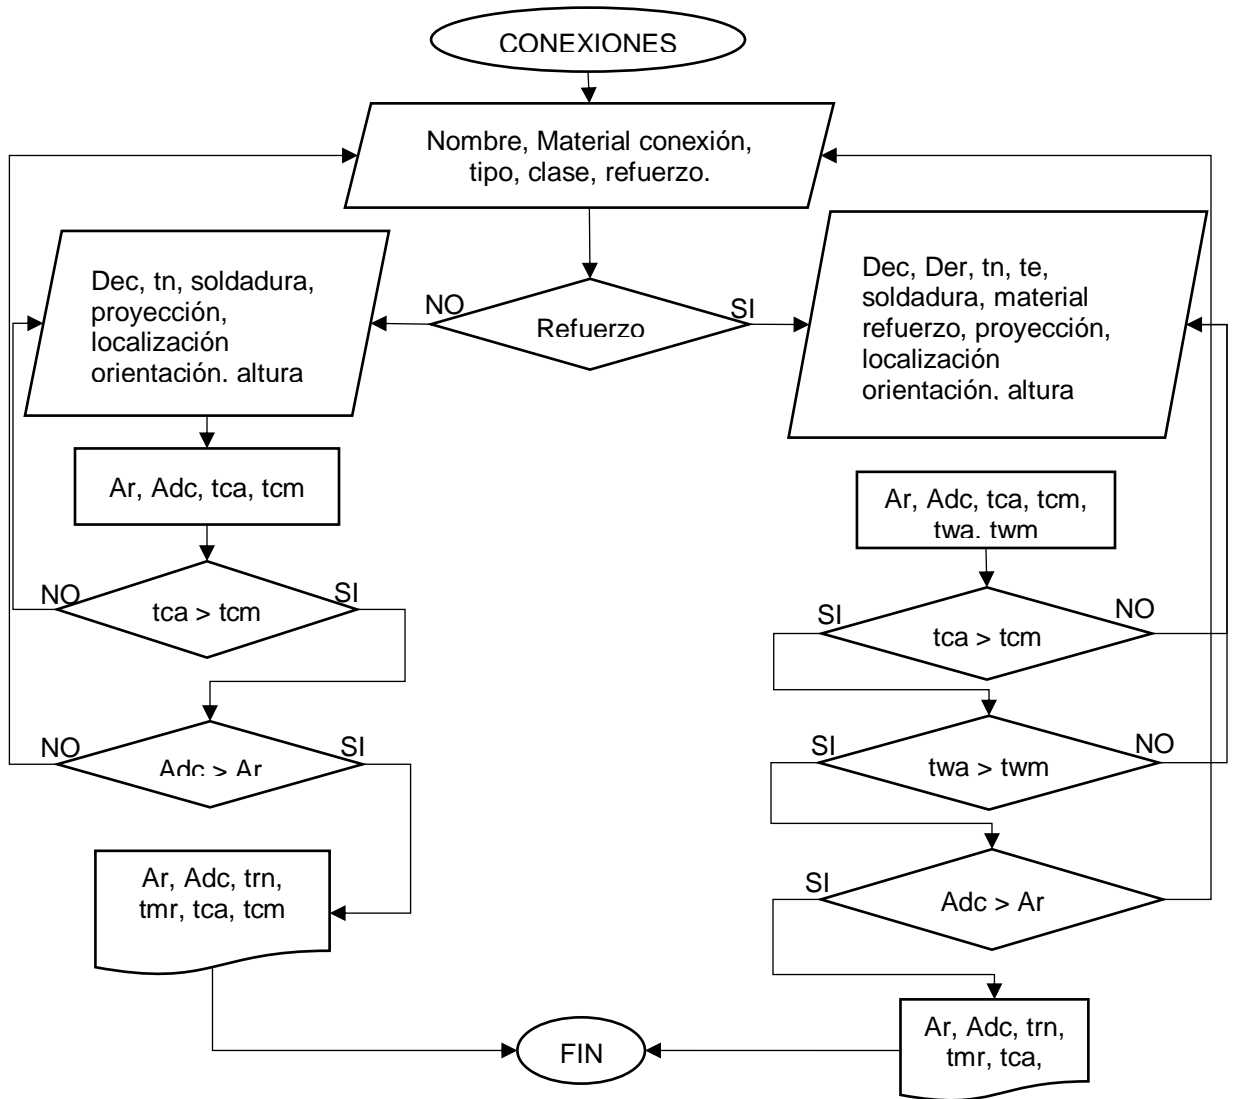 CONEXIONES
Nombre, Material conexión,
tipo, clase, refuerzo.
NO
Refuerzo
SI
Dec, tn, soldadura,
proyección,
localización
orientación. altura
Ar, Adc, tca, tcm
NO
tca > tcm
SI
NO
Adc > Ar
SI
Ar, Adc, trn,
tmr, tca, tcm
Dec, Der, tn, te,
soldadura, material
refuerzo, proyección,
localización
orientación, altura
Ar, Adc, tca, tcm,
twa, twm
SI
tca > tcm
NO
SI
twa > twm
NO
SI
Adc > Ar
Ar, Adc, trn,
tmr, tca,
FIN